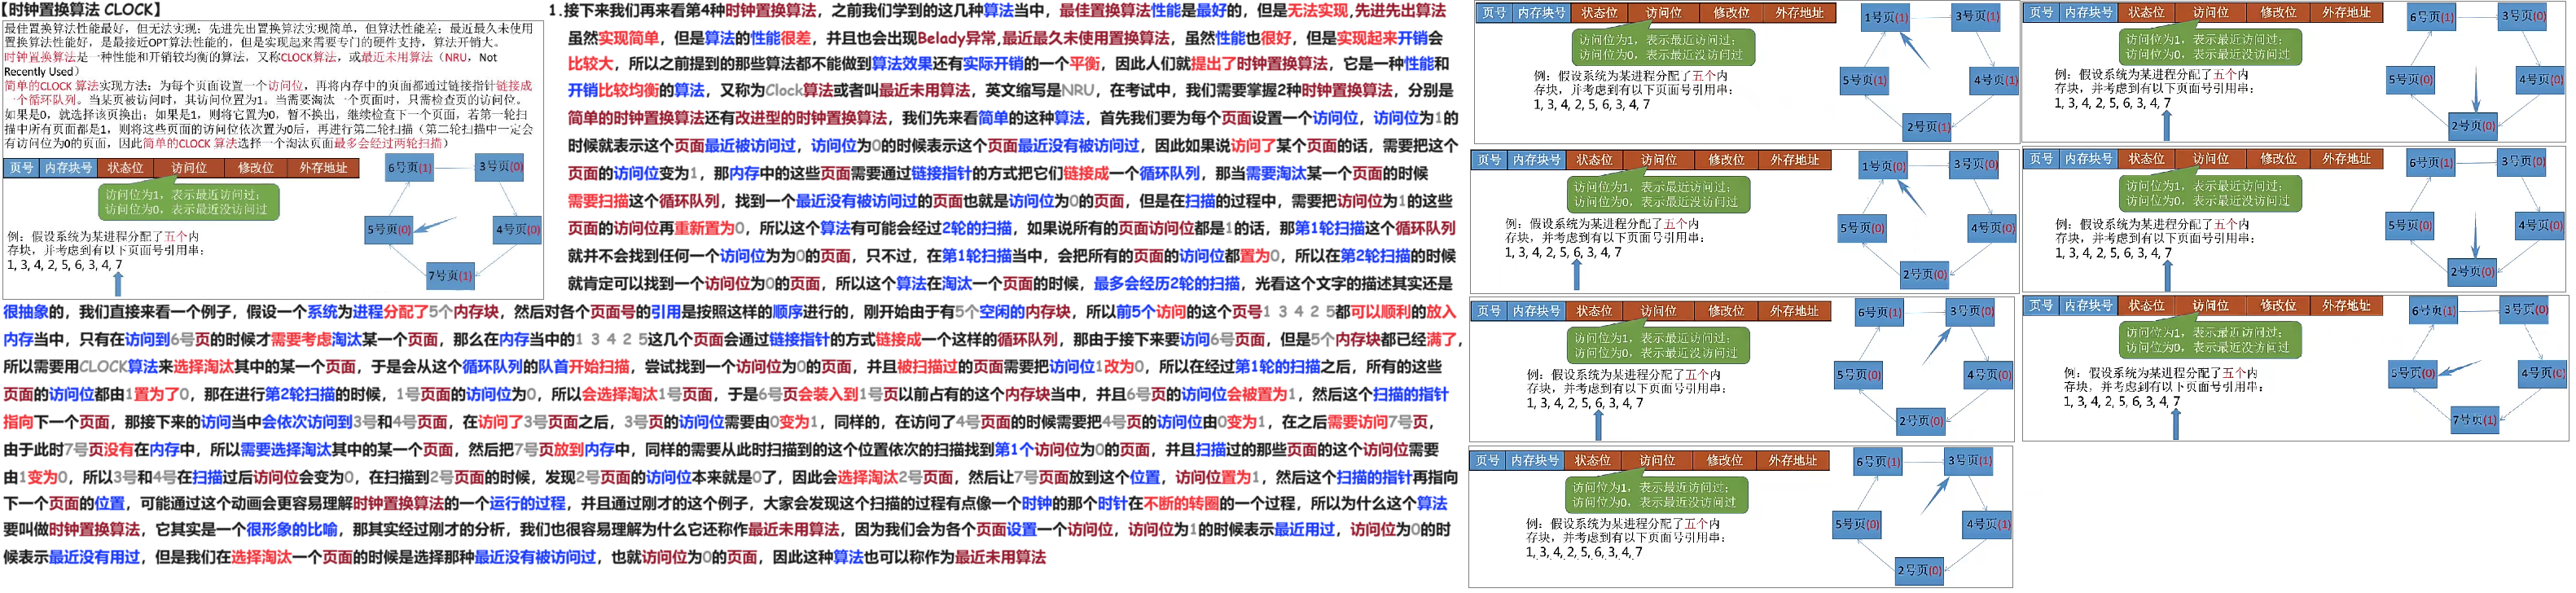 【时钟置换算法 CLOCK】
最佳置换算法性能最好，但无法实现；先进先出置换算法实现简单，但算法性能差；最近最久未使用
置换算法性能好，是最接近OPT算法性能的，但是实现起来需要专门的硬件支持，算法开销大。
时钟置换算法是一种性能和开销较均衡的算法，又称CLOCK算法，或最近未用算法（NRU，Not
Recently Used）
简单的CLOCK 算法实现方法：为每个页面设置一个访问位，再将内存中的页面都通过链接指针链接成
一个循环队列。当某页被访问时，其访问位置为1。当需要淘汰一个页面时，只需检查页的访问位。
如果是0，就选择该页换出；如果是1，则将它置为0，暂不换出，继续检查下一个页面，若第一轮扫
描中所有页面都是1，则将这些页面的访问位依次置为0后，再进行第二轮扫描（第二轮扫描中一定会
有访问位为0的页面，因此简单的CLOCK 算法选择一个淘汰页面最多会经过两轮扫描）
页号 内存块号 状态位 访问位 修改位 外存地址
访问位为1，表示最近访问过；
访问位为0，表示最近没访问过
例：假设系统为某进程分配了五个内
存块，并考虑到有以下页面号引用串：
1, 3, 4, 2, 5, 6, 3, 4, 7
6号页(1) 3号页(0)
5号页(0) 4号页(0)
7号页(1)
1.接下来我们再来看第4种时钟置换算法，之前我们学到的这几种算法当中，最佳置换算法性能是最好的，但是无法实现,先进先出算法
虽然实现简单，但是算法的性能很差，并且也会出现Belady异常,最近最久未使用置换算法，虽然性能也很好，但是实现起来开销会
比较大，所以之前提到的那些算法都不能做到算法效果还有实际开销的一个平衡，因此人们就提出了时钟置换算法，它是一种性能和
开销比较均衡的算法，又称为Clock算法或者叫最近未用算法，英文缩写是NRU，在考试中，我们需要掌握2种时钟置换算法，分别是
简单的时钟置换算法还有改进型的时钟置换算法，我们先来看简单的这种算法，首先我们要为每个页面设置一个访问位，访问位为1的
时候就表示这个页面最近被访问过，访问位为0的时候表示这个页面最近没有被访问过，因此如果说访问了某个页面的话，需要把这个
页面的访问位变为1，那内存中的这些页面需要通过链接指针的方式把它们链接成一个循环队列，那当需要淘汰某一个页面的时候
需要扫描这个循环队列，找到一个最近没有被访问过的页面也就是访问位为0的页面，但是在扫描的过程中，需要把访问位为1的这些
页面的访问位再重新置为0，所以这个算法有可能会经过2轮的扫描，如果说所有的页面访问位都是1的话，那第1轮扫描这个循环队列
就并不会找到任何一个访问位为为0的页面，只不过，在第1轮扫描当中，会把所有的页面的访问位都置为0，所以在第2轮扫描的时候
就肯定可以找到一个访问位为0的页面，所以这个算法在淘汰一个页面的时候，最多会经历2轮的扫描，光看这个文字的描述其实还是
很抽象的，我们直接来看一个例子，假设一个系统为进程分配了5个内存块，然后对各个页面号的引用是按照这样的顺序进行的，刚开始由于有5个空闲的内存块，所以前5个访问的这个页号1 3 4 2 5都可以顺利的放入
内存当中，只有在访问到6号页的时候才需要考虑淘汰某一个页面，那么在内存当中的1 3 4 2 5这几个页面会通过链接指针的方式链接成一个这样的循环队列，那由于接下来要访问6号页面，但是5个内存块都已经满了，
所以需要用CLOCK算法来选择淘汰其中的某一个页面，于是会从这个循环队列的队首开始扫描，尝试找到一个访问位为0的页面，并且被扫描过的页面需要把访问位1改为0，所以在经过第1轮的扫描之后，所有的这些
页面的访问位都由1置为了0，那在进行第2轮扫描的时候，1号页面的访问位为0，所以会选择淘汰1号页面，于是6号页会装入到1号页以前占有的这个内存块当中，并且6号页的访问位会被置为1，然后这个扫描的指针
指向下一个页面，那接下来的访问当中会依次访问到3号和4号页面，在访问了3号页面之后，3号页的访问位需要由0变为1，同样的，在访问了4号页面的时候需要把4号页的访问位由0变为1，在之后需要访问7号页，
由于此时7号页没有在内存中，所以需要选择淘汰其中的某一个页面，然后把7号页放到内存中，同样的需要从此时扫描到的这个位置依次的扫描找到第1个访问位为0的页面，并且扫描过的那些页面的这个访问位需要
由1变为0，所以3号和4号在扫描过后访问位会变为0，在扫描到2号页面的时候，发现2号页面的访问位本来就是0了，因此会选择淘汰2号页面，然后让7号页面放到这个位置，访问位置为1，然后这个扫描的指针再指向
下一个页面的位置，可能通过这个动画会更容易理解时钟置换算法的一个运行的过程，并且通过刚才的这个例子，大家会发现这个扫描的过程有点像一个时钟的那个时针在不断的转圈的一个过程，所以为什么这个算法
要叫做时钟置换算法，它其实是一个很形象的比喻，那其实经过刚才的分析，我们也很容易理解为什么它还称作最近未用算法，因为我们会为各个页面设置一个访问位，访问位为1的时候表示最近用过，访问位为0的时
候表示最近没有用过，但是我们在选择淘汰一个页面的时候是选择那种最近没有被访问过，也就访问位为0的页面，因此这种算法也可以称作为最近未用算法
页号 内存块号 状态位 访问位 修改位 外存地址
访问位为1，表示最近访问过；
访问位为0，表示最近没访问过
例：假设系统为某进程分配了五个内
存块，并考虑到有以下页面号引用串：
1, 3, 4, 2, 5, 6, 3, 4, 7
1号页(1) 3号页(1)
5号页(1) 4号页(1)
2号页(1)
页号 内存块号 状态位 访问位 修改位 外存地址
访问位为1，表示最近访问过；
访问位为0，表示最近没访问过
例：假设系统为某进程分配了五个内
存块，并考虑到有以下页面号引用串：
1, 3, 4, 2, 5, 6, 3, 4, 7
1号页(0) 3号页(0)
5号页(0) 4号页(0)
2号页(0)
页号 内存块号 状态位 访问位 修改位 外存地址
访问位为1，表示最近访问过；
访问位为0，表示最近没访问过
例：假设系统为某进程分配了五个内
存块，并考虑到有以下页面号引用串：
1, 3, 4, 2, 5, 6, 3, 4, 7
6号页(1) 3号页(0)
5号页(0) 4号页(0)
2号页(0)
页号 内存块号 状态位 访问位 修改位 外存地址
访问位为1，表示最近访问过；
访问位为0，表示最近没访问过
例：假设系统为某进程分配了五个内
存块，并考虑到有以下页面号引用串：
1, 3, 4, 2, 5, 6, 3, 4, 7
6号页(1) 3号页(1)
5号页(0) 4号页(1)
2号页(0)
页号 内存块号 状态位 访问位 修改位 外存地址
访问位为1，表示最近访问过；
访问位为0，表示最近没访问过
例：假设系统为某进程分配了五个内
存块，并考虑到有以下页面号引用串：
1, 3, 4, 2, 5, 6, 3, 4, 7
6号页(1) 3号页(0)
5号页(0) 4号页(0)
2号页(0)
页号 内存块号 状态位 访问位 修改位 外存地址
访问位为1，表示最近访问过；
访问位为0，表示最近没访问过
例：假设系统为某进程分配了五个内
存块，并考虑到有以下页面号引用串：
1, 3, 4, 2, 5, 6, 3, 4, 7
6号页(1) 3号页(0)
5号页(0) 4号页(0)
2号页(0)
页号 内存块号 状态位 访问位 修改位 外存地址
访问位为1，表示最近访问过；
访问位为0，表示最近没访问过
例：假设系统为某进程分配了五个内
存块，并考虑到有以下页面号引用串：
1, 3, 4, 2, 5, 6, 3, 4, 7
6号页(1) 3号页(0)
5号页(0) 4号页(0)
7号页(1)